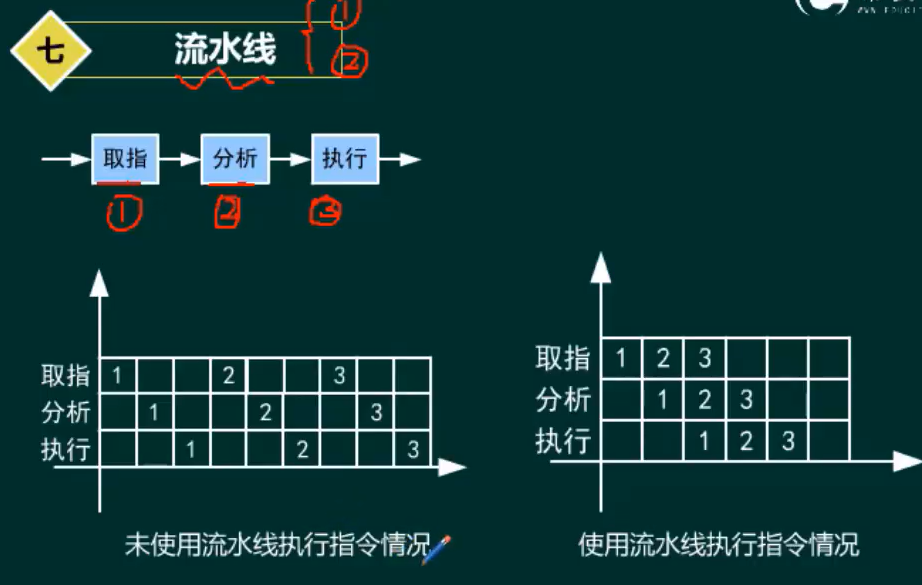 七 流水线 ① ②
取指 分析 执行
① ② ③
取指 1 2 3
分析 1 2 3
执行 1 2 3
未使用流水线执行指令情况
取指 1 2 3
分析 1 2 3
执行 1 2 3
使用流水线执行指令情况